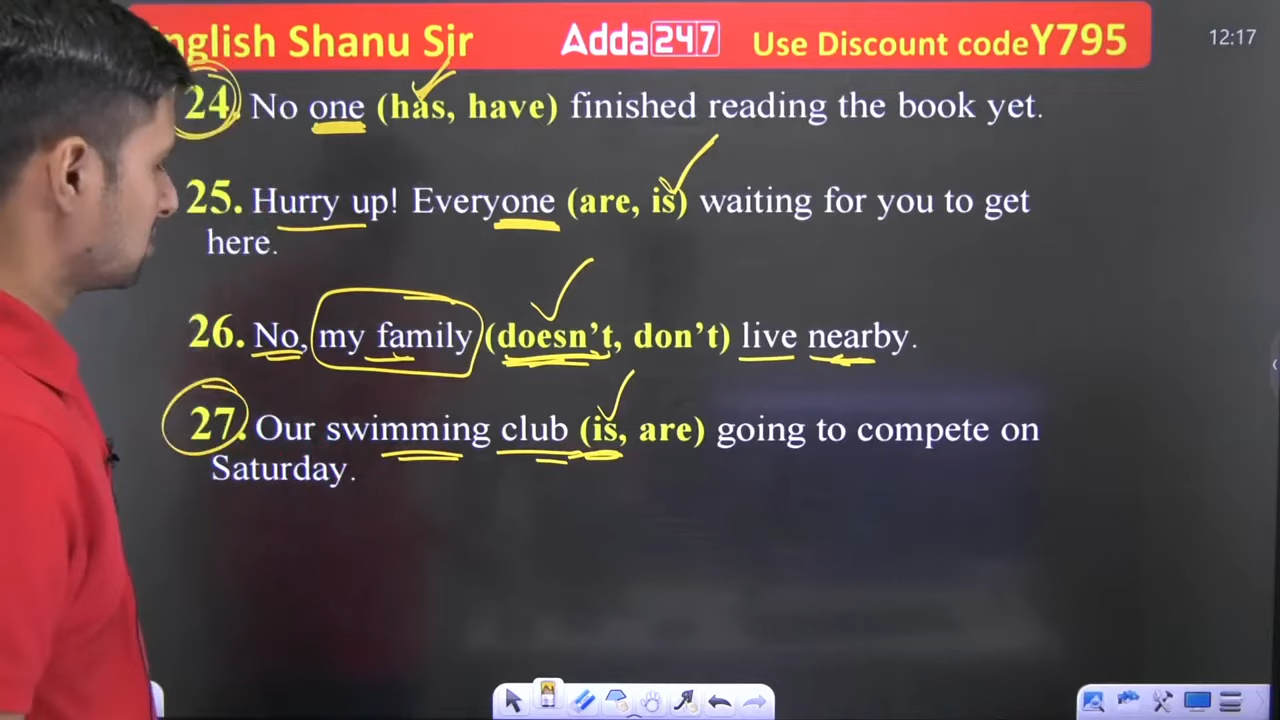 English Shanu Sir Adda247 Use Discount code Y795 12:17
24. No one (has, have) finished reading the book yet.
25. Hurry up! Everyone (are, is) waiting for you to get
here.
26. No, my family (doesn't, don't) live nearby.
27. Our swimming club (is, are) going to compete on
Saturday.